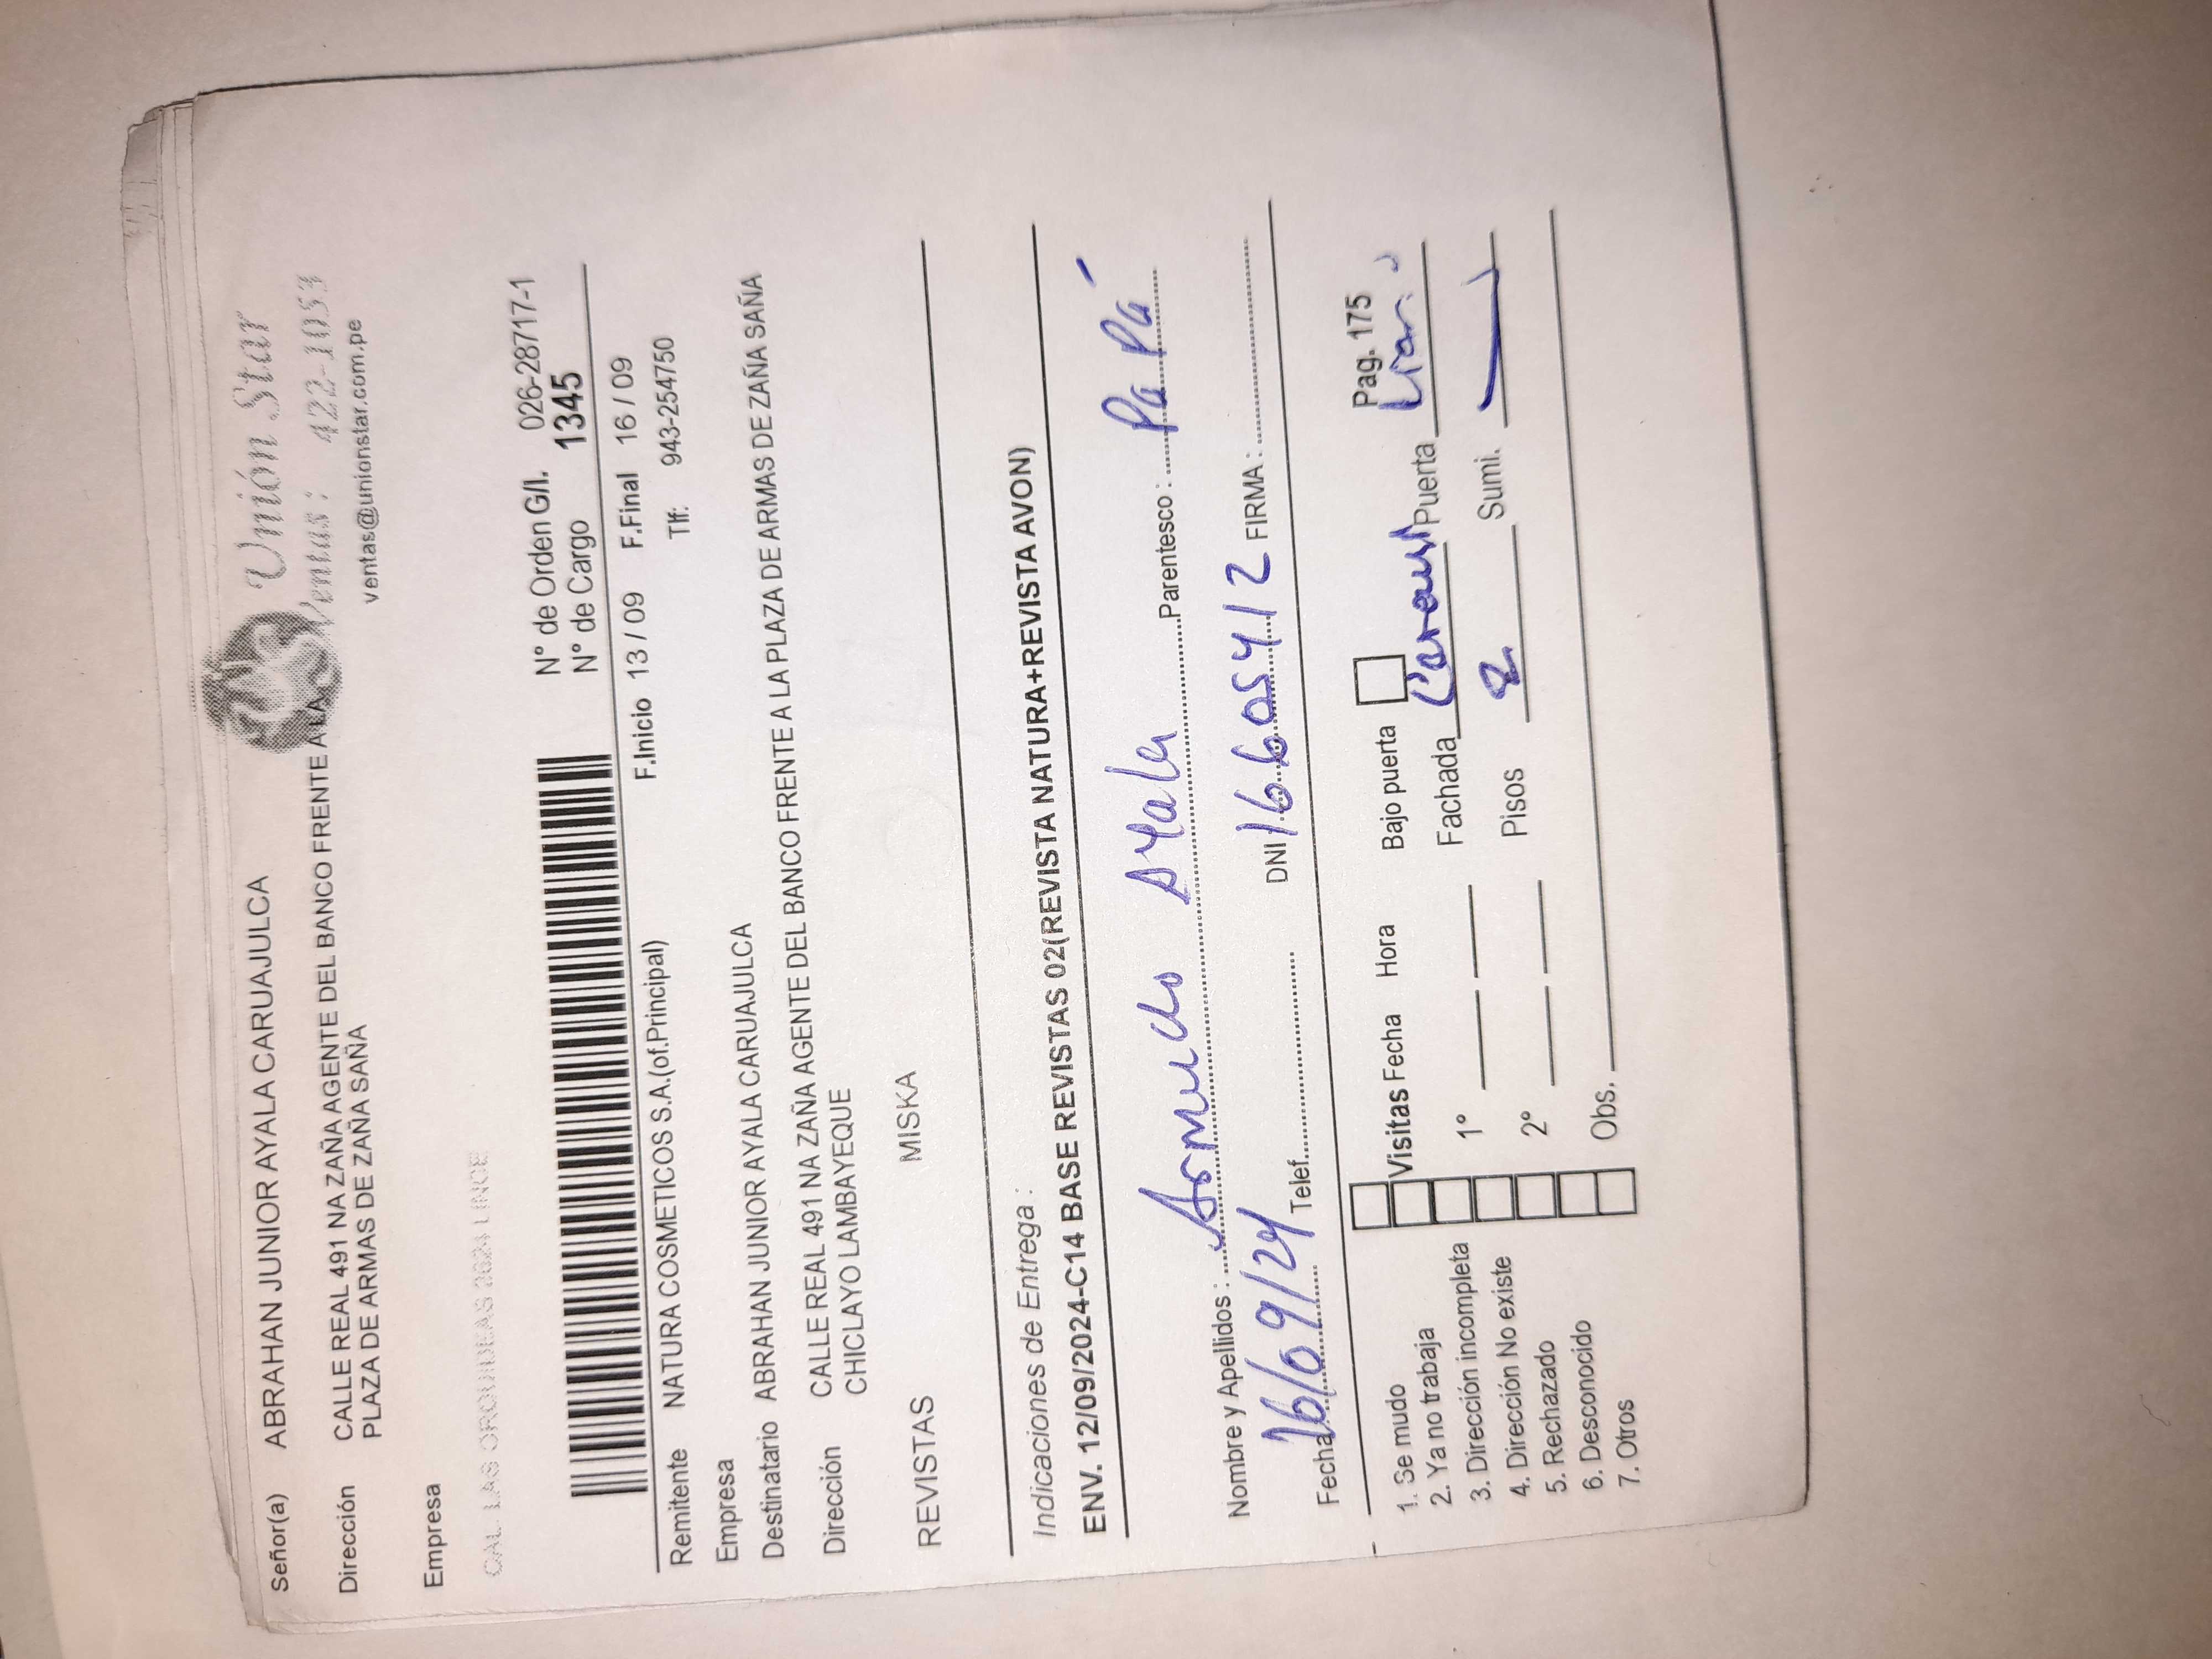 Señor(a) ABRAHAN JUNIOR AYALA CARUAJULCA
Unión Star
Dirección CALLE REAL 491 NA ZAÑA AGENTE DEL BANCO FRENTE A LA
Ventas: 422-1053
PLAZA DE ARMAS DE ZAÑA SAÑA
ventas@unionstar.com.pe
Empresa
CAL. LAS ORQUIDEAS 2624 LINCE
N° de Orden G/I. 026-28717-1
N° de Cargo 1345
F.Inicio 13 / 09 F.Final 16 / 09
Remitente NATURA COSMETICOS S.A.(of.Principal) Tlf: 943-254750
Empresa
Destinatario ABRAHAN JUNIOR AYALA CARUAJULCA
Dirección CALLE REAL 491 NA ZAÑA AGENTE DEL BANCO FRENTE A LA PLAZA DE ARMAS DE ZAÑA SAÑA
CHICLAYO LAMBAYEQUE
REVISTAS MISKA
Indicaciones de Entrega :
ENV. 12/09/2024-C14 BASE REVISTAS 02(REVISTA NATURA+REVISTA AVON)
Nombre y Apellidos : Ayala Parentesco : PaPá
Fecha 16/09/24 Telef. DNI 16605412 FIRMA :
Pag. 175
1. Se mudo
2. Ya no trabaja
3. Dirección incompleta
4. Dirección No existe
5. Rechazado
6. Desconocido
7. Otros
Visitas Fecha Hora Bajo puerta
1° Fachada Puerta
2° Pisos 2 Sumi.
Obs.